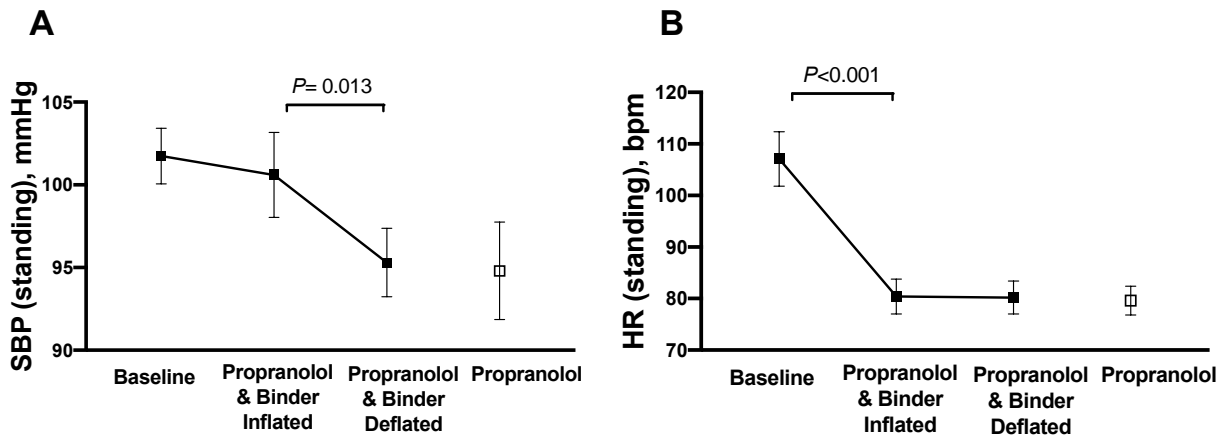 A
P= 0.013
SBP (standing), mmHg
105
100
95
90
Baseline
Propranolol
& Binder
Inflated
Propranolol
& Binder
Deflated
Propranolol
B
P<0.001
HR (standing), bpm
120
110
100
90
80
70
Baseline
Propranolol
& Binder
Inflated
Propranolol
& Binder
Deflated
Propranolol